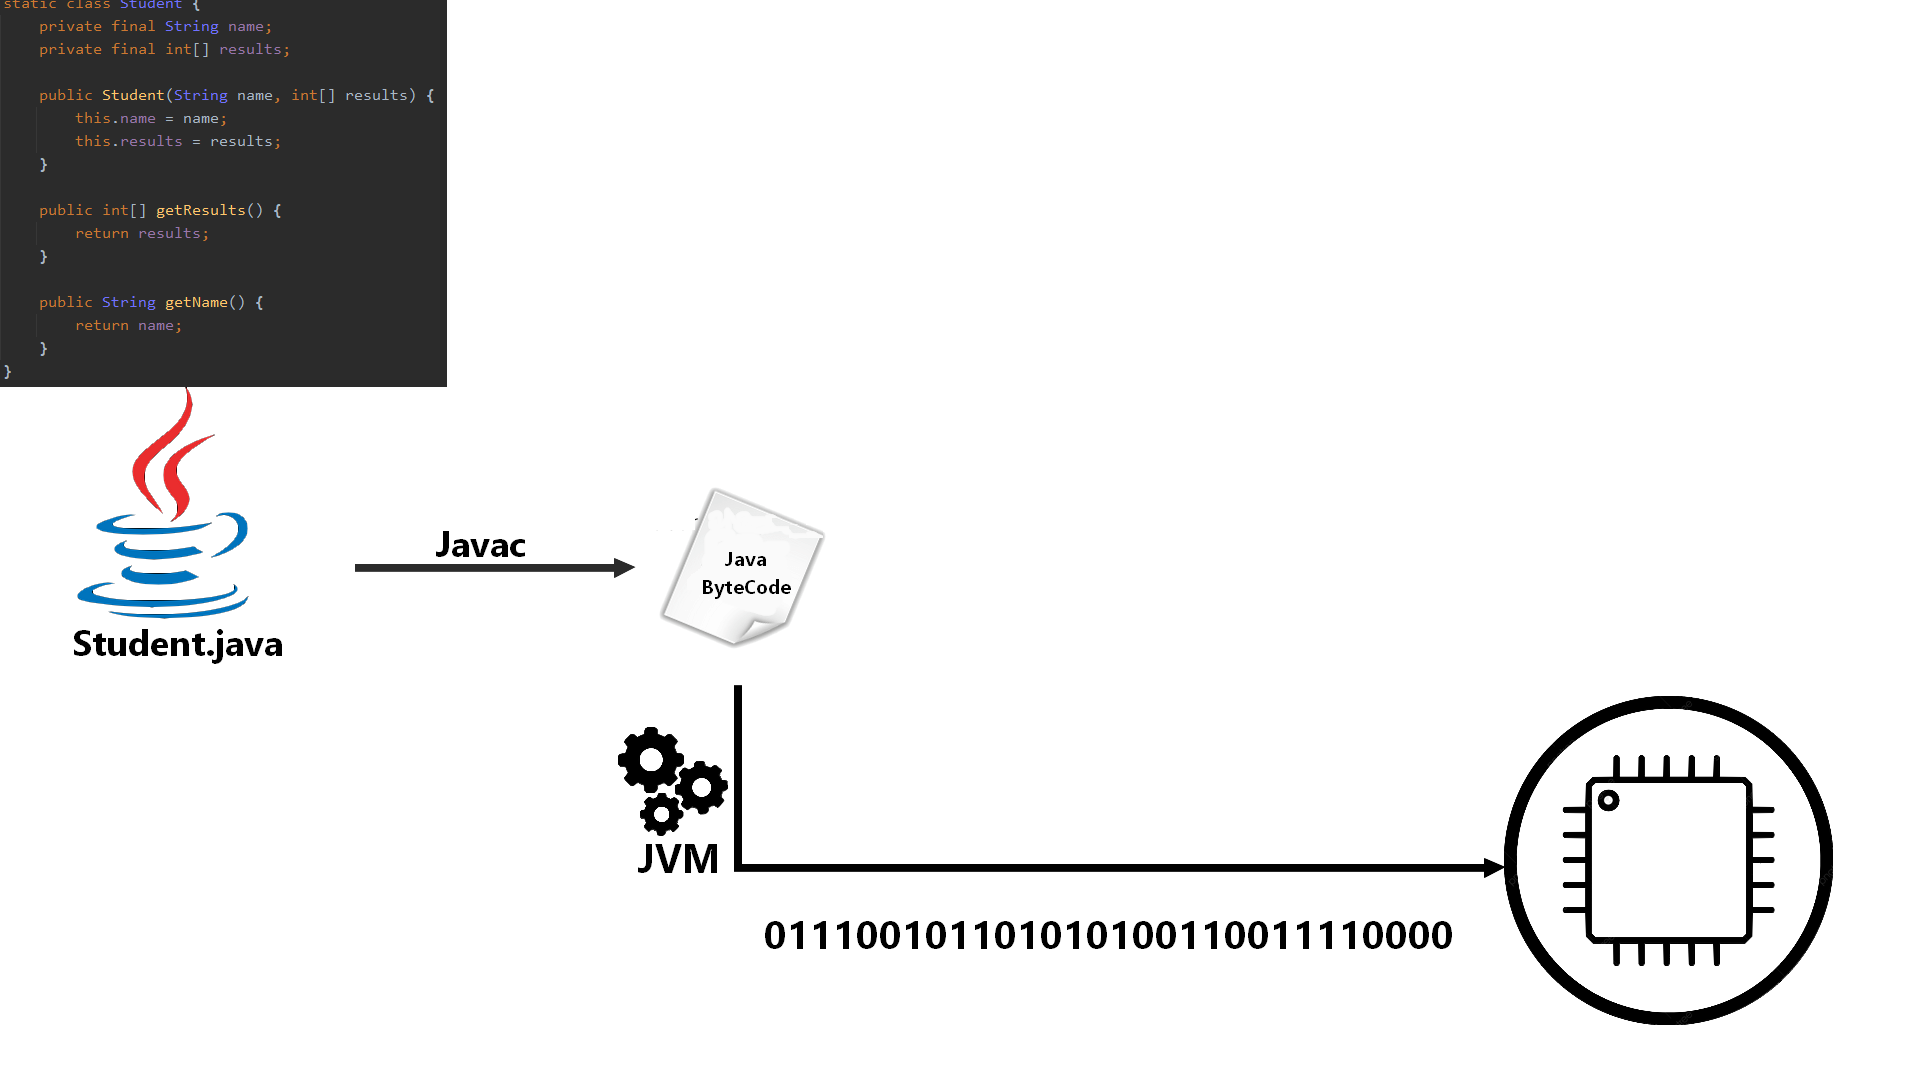 static class Student {
private final String name;
private final int[] results;
public Student(String name, int[] results) {
this.name = name;
this.results = results;
}
public int[] getResults() {
return results;
}
public String getName() {
return name;
}
}
Student.java
Javac
Java
ByteCode
JVM
011100101101010100110011110000